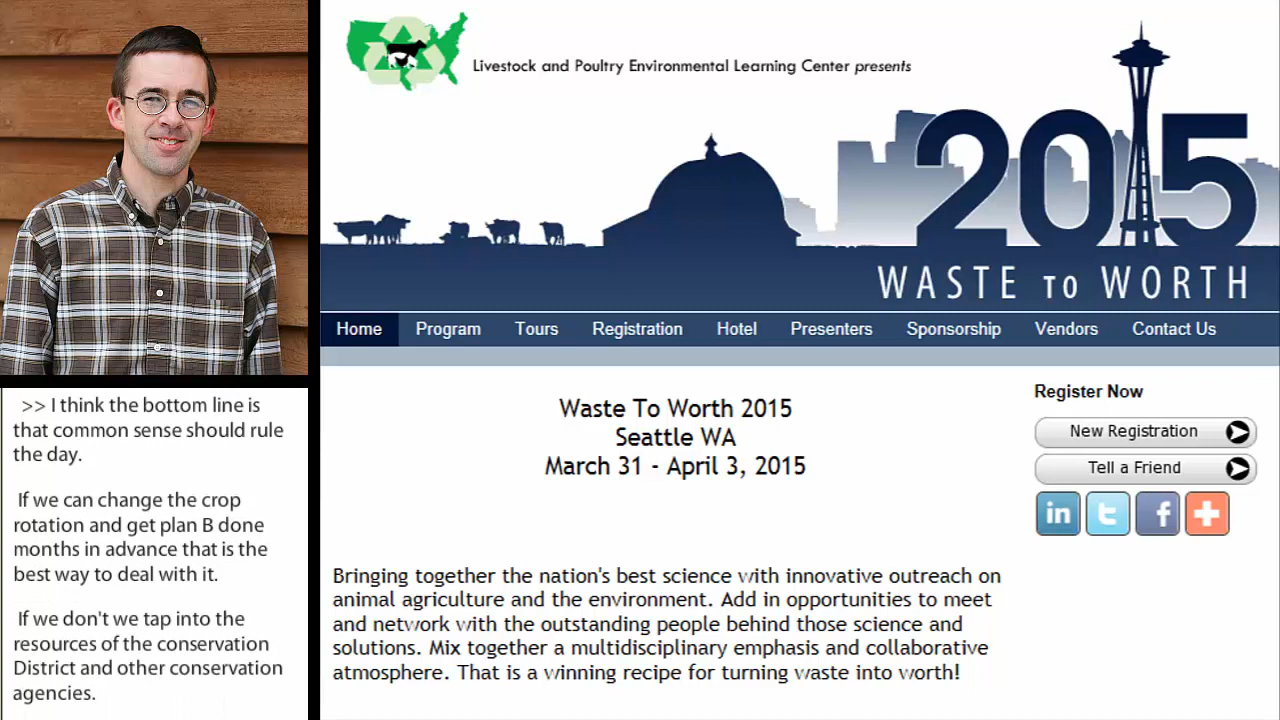 >> I think the bottom line is
that common sense should rule
the day.
If we can change the crop
rotation and get plan B done
months in advance that is the
best way to deal with it.
If we don't we tap into the
resources of the conservation
District and other conservation
agencies.
Livestock and Poultry Environmental Learning Center presents
2015
WASTE TO WORTH
Home Program Tours Registration Hotel Presenters Sponsorship Vendors Contact Us
Waste To Worth 2015
Seattle WA
March 31 - April 3, 2015
Bringing together the nation's best science with innovative outreach on
animal agriculture and the environment. Add in opportunities to meet
and network with the outstanding people behind those science and
solutions. Mix together a multidisciplinary emphasis and collaborative
atmosphere. That is a winning recipe for turning waste into worth!
Register Now
New Registration
Tell a Friend
in t f +